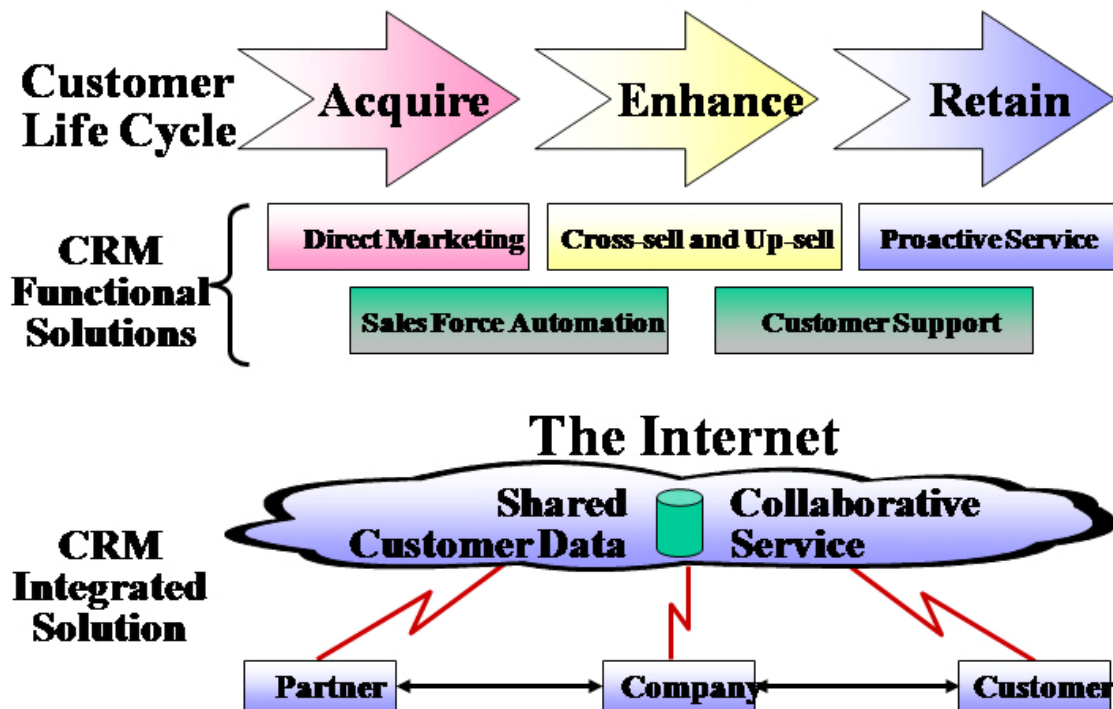 Customer
Life Cycle
Acquire
Enhance
Retain
CRM
Functional
Solutions
Direct Marketing
Cross-sell and Up-sell
Proactive Service
Sales Force Automation
Customer Support
The Internet
Shared
Customer Data
Collaborative
Service
CRM
Integrated
Solution
Partner
Company
Customer